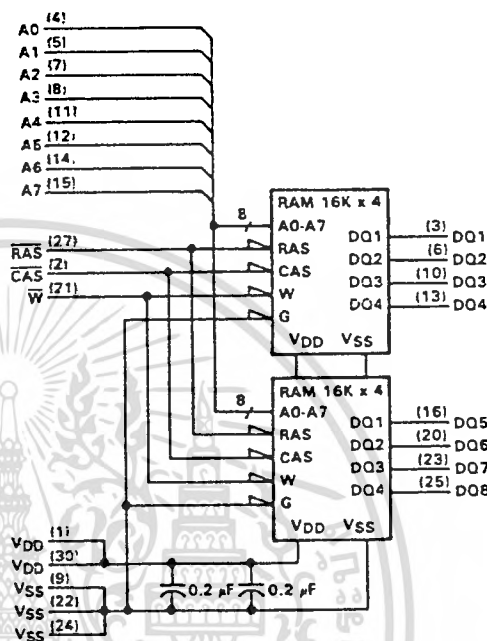 A0 (4)
A1 (5)
A2 (7)
A3 (8)
A4 (11)
A5 (12)
A6 (14)
A7 (15)
RAS (27)
CAS (2)
W (21)
RAM 16K x 4
8 A0-A7
RAS
CAS
W
G
DQ1 (3) DQ1
DQ2 (6) DQ2
DQ3 (10) DQ3
DQ4 (13) DQ4
VDD VSS
RAM 16K x 4
8 A0-A7
RAS
CAS
W
G
DQ1 (16) DQ5
DQ2 (20) DQ6
DQ3 (23) DQ7
DQ4 (25) DQ8
VDD VSS
VDD (1)
VDD (30)
VSS (9)
VSS (22)
VSS (24)
0.2 µF 0.2 µF